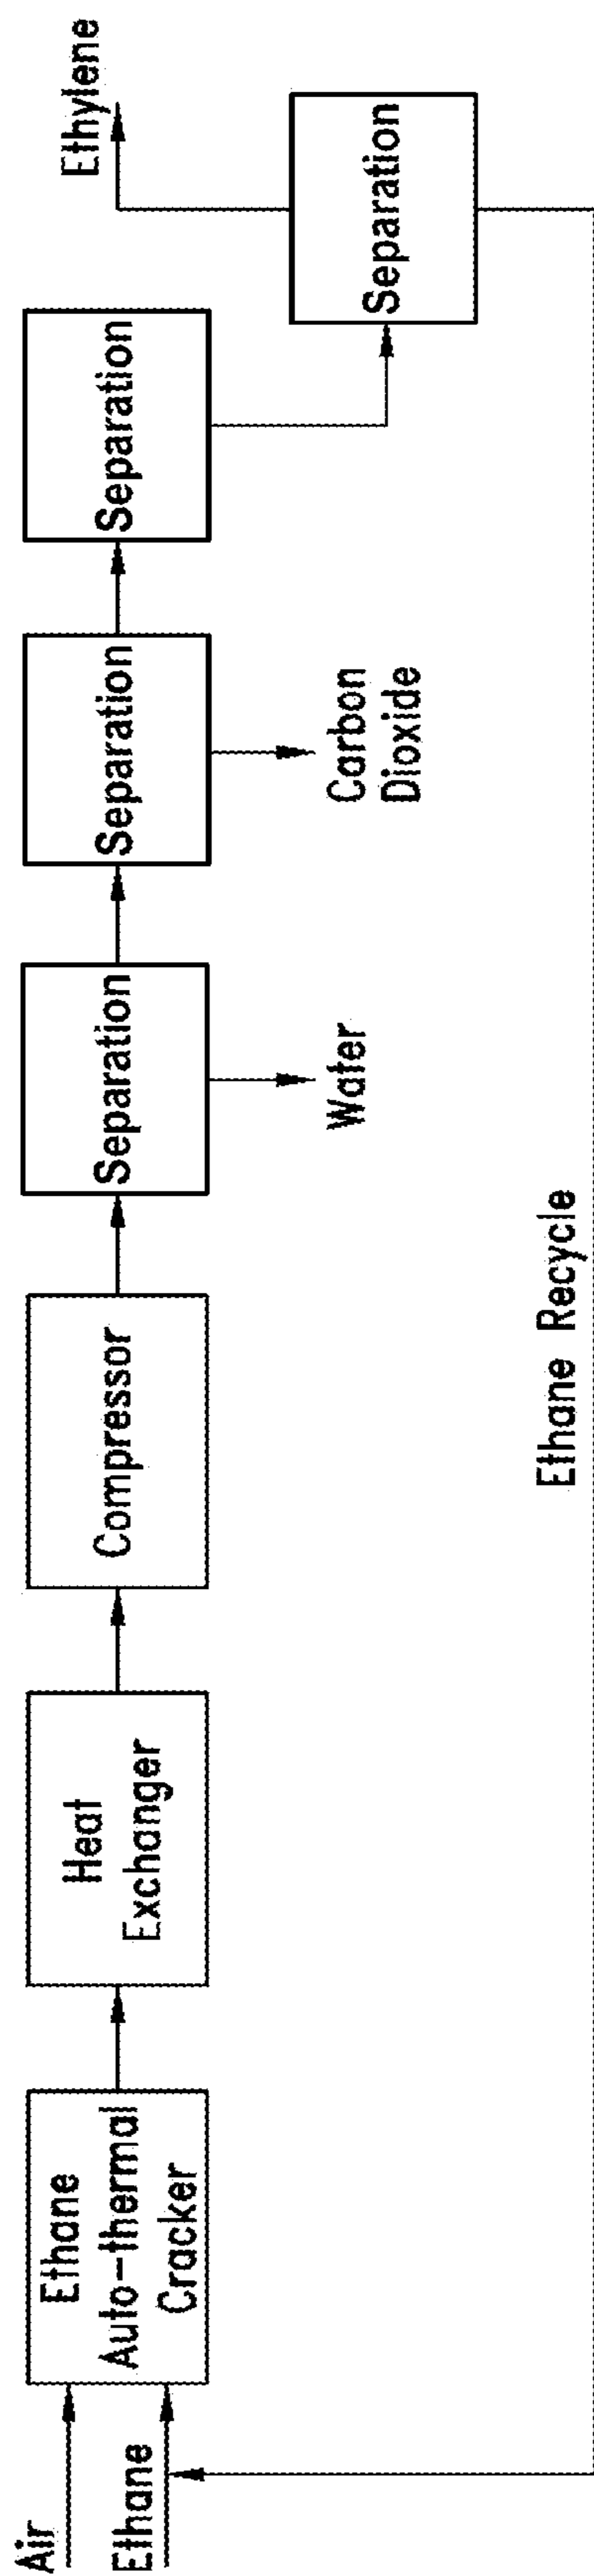 Air
Ethane
Ethane
Auto-thermal
Cracker
Heat
Exchanger
Compressor
Separation
Water
Separation
Carbon
Dioxide
Separation
Separation
Ethylene
Ethane Recycle